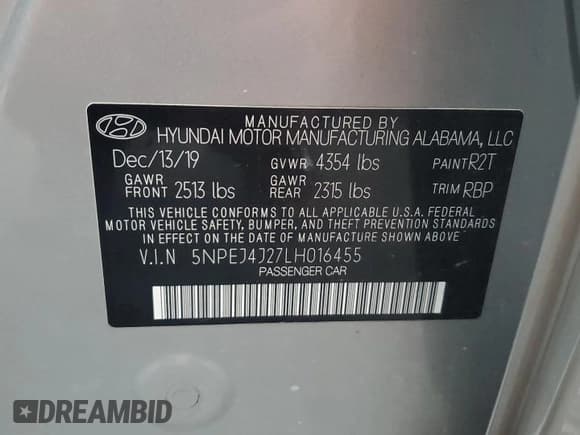 MANUFACTURED BY
HYUNDAI MOTOR MANUFACTURING ALABAMA, LLC
Dec/13/19 GVWR 4354 lbs PAINT R2T
GAWR FRONT 2513 lbs GAWR REAR 2315 lbs TRIM RBP
THIS VEHICLE CONFORMS TO ALL APPLICABLE U.S.A. FEDERAL
MOTOR VEHICLE SAFETY, BUMPER, AND THEFT PREVENTION STANDARDS
IN EFFECT ON THE DATE OF MANUFACTURE SHOWN ABOVE
V.I.N 5NPEJ4J27LH016455
PASSENGER CAR
DREAMBID